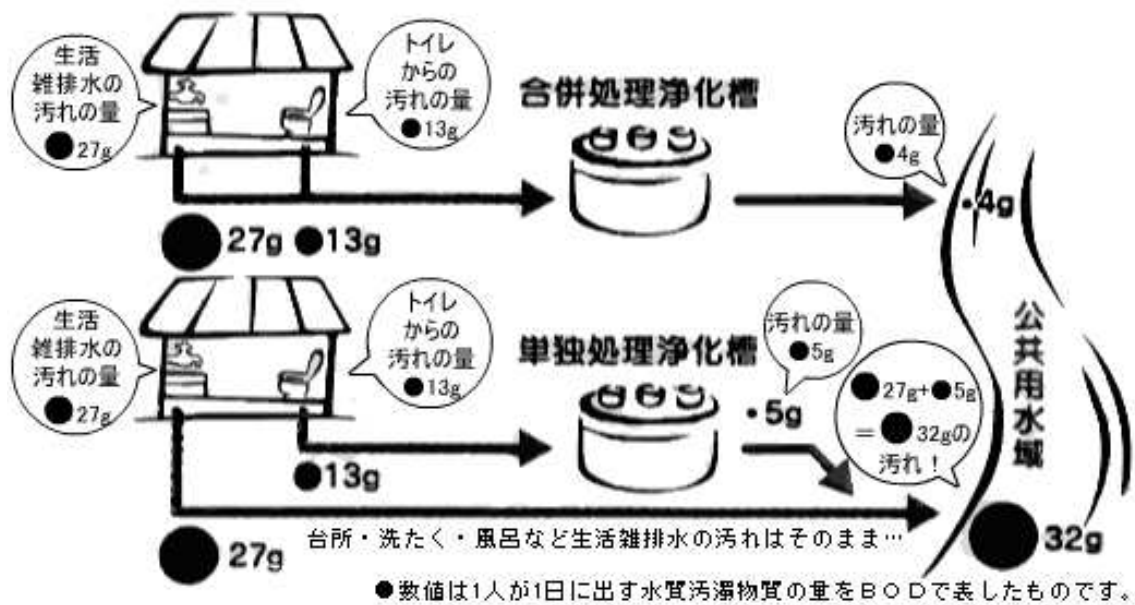 生活
雑排水の
汚れの量
●27g
トイレ
からの
汚れの量
●13g
合併処理浄化槽
汚れの量
●4g
・4g
●27g ●13g
生活
雑排水の
汚れの量
●27g
トイレ
からの
汚れの量
●13g
単独処理浄化槽
汚れの量
●5g
・5g
●27g+●5g
=●32gの
汚れ!
公共用水域
●13g
●27g
台所・洗たく・風呂など生活雑排水の汚れはそのまま…
●32g
●数値は1人が1日に出す水質汚濁物質の量をBODで表したものです。